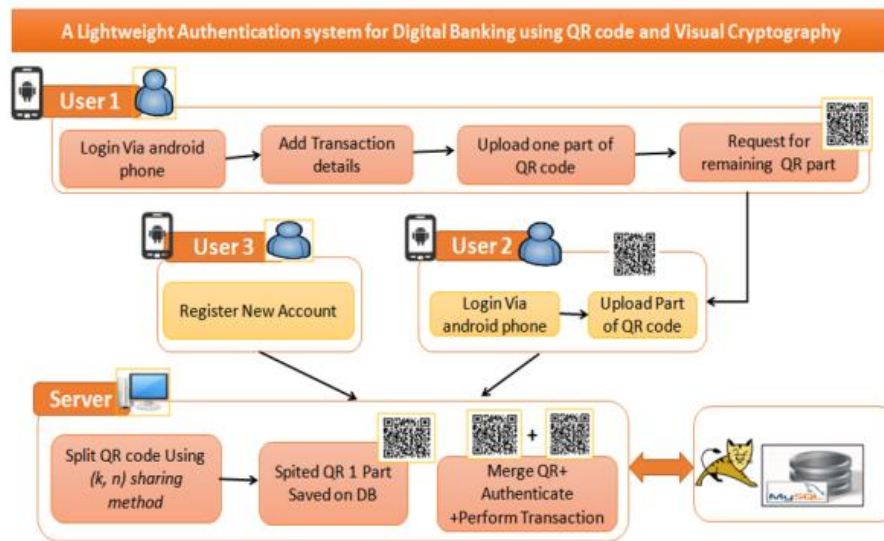 A Lightweight Authentication system for Digital Banking using QR code and Visual Cryptography
User 1
Login Via android
phone
Add Transaction
details
Upload one part of
QR code
Request for
remaining QR part
User 3
Register New Account
User 2
Login Via
android phone
Upload Part
of QR code
Server
Split QR code Using
(k, n) sharing
method
Spited QR 1 Part
Saved on DB
+
Merge QR+
Authenticate
+Perform Transaction
MySQL